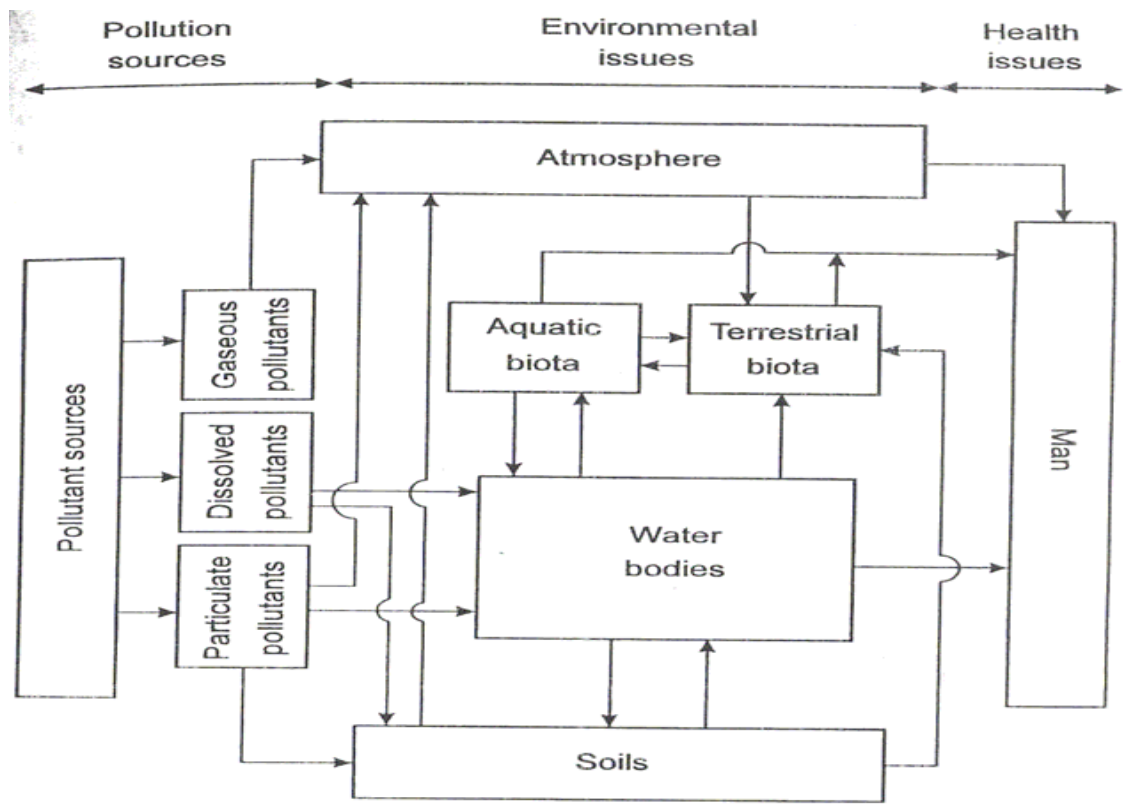 Pollution
sources
Environmental
issues
Health
issues
Atmosphere
Pollutant sources
Gaseous
pollutants
Dissolved
pollutants
Particulate
pollutants
Aquatic
biota
Terrestrial
biota
Water
bodies
Soils
Man